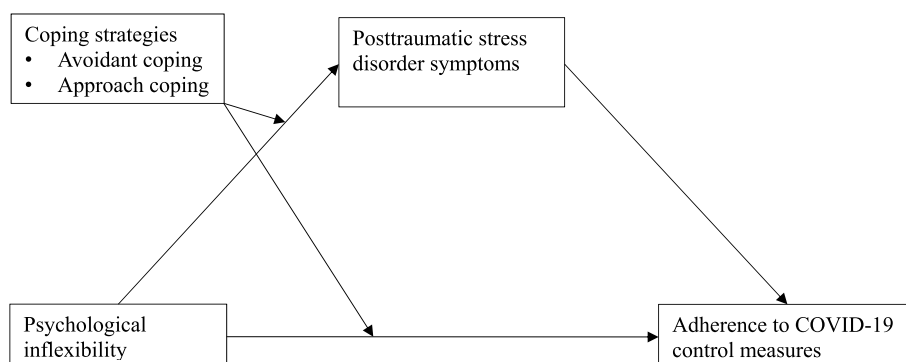 Coping strategies
• Avoidant coping
• Approach coping
Posttraumatic stress
disorder symptoms
Psychological
inflexibility
Adherence to COVID-19
control measures